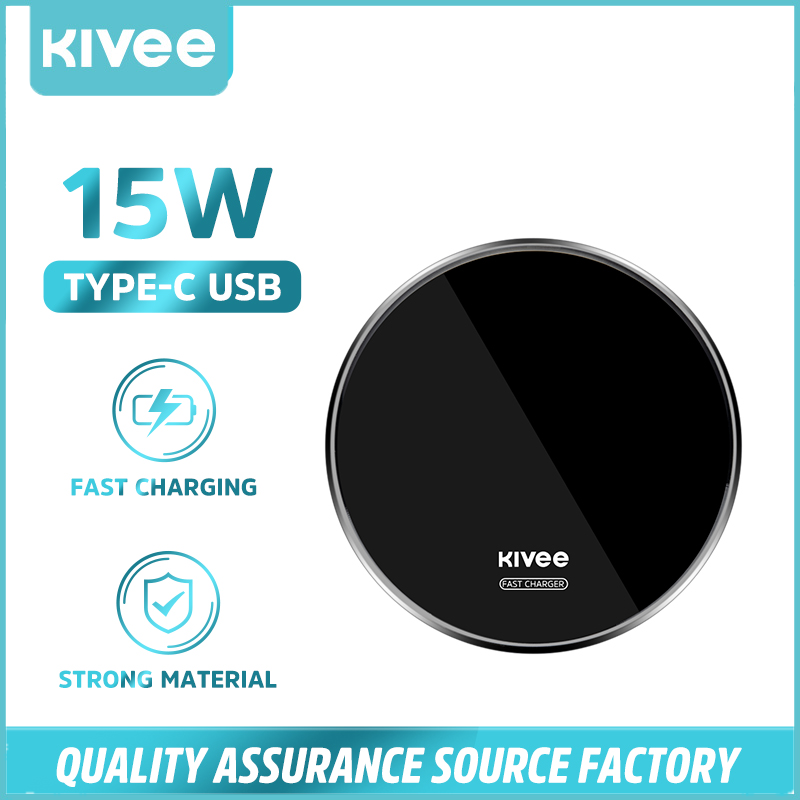 KIVee
15W
TYPE-C USB
FAST CHARGING
STRONG MATERIAL
KIVee
FAST CHARGER
QUALITY ASSURANCE SOURCE FACTORY